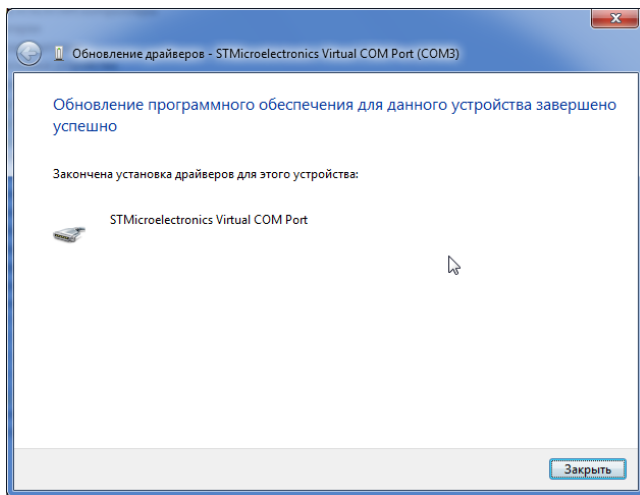 Обновление драйверов - STMicroelectronics Virtual COM Port (COM3)
Обновление программного обеспечения для данного устройства завершено
успешно
Закончена установка драйверов для этого устройства:
STMicroelectronics Virtual COM Port
Закрыть